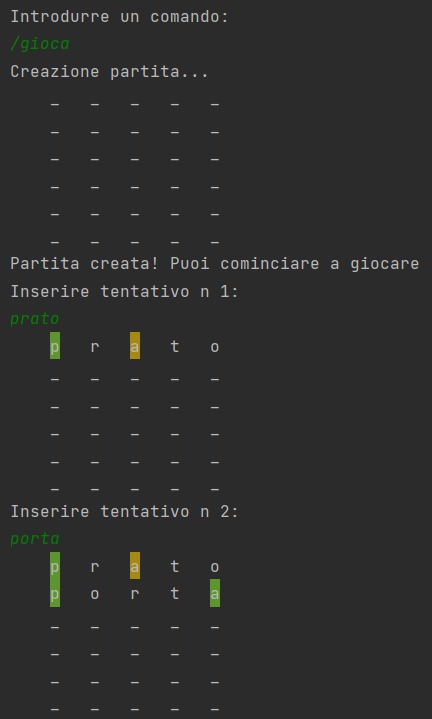 Introdurre un comando:
/gioca
Creazione partita...
_ _ _ _ _
_ _ _ _ _
_ _ _ _ _
_ _ _ _ _
_ _ _ _ _
_ _ _ _ _
Partita creata! Puoi cominciare a giocare
Inserire tentativo n 1:
prato
p r a t o
_ _ _ _ _
_ _ _ _ _
_ _ _ _ _
_ _ _ _ _
_ _ _ _ _
Inserire tentativo n 2:
porta
p r a t o
p o r t a
_ _ _ _ _
_ _ _ _ _
_ _ _ _ _
_ _ _ _ _